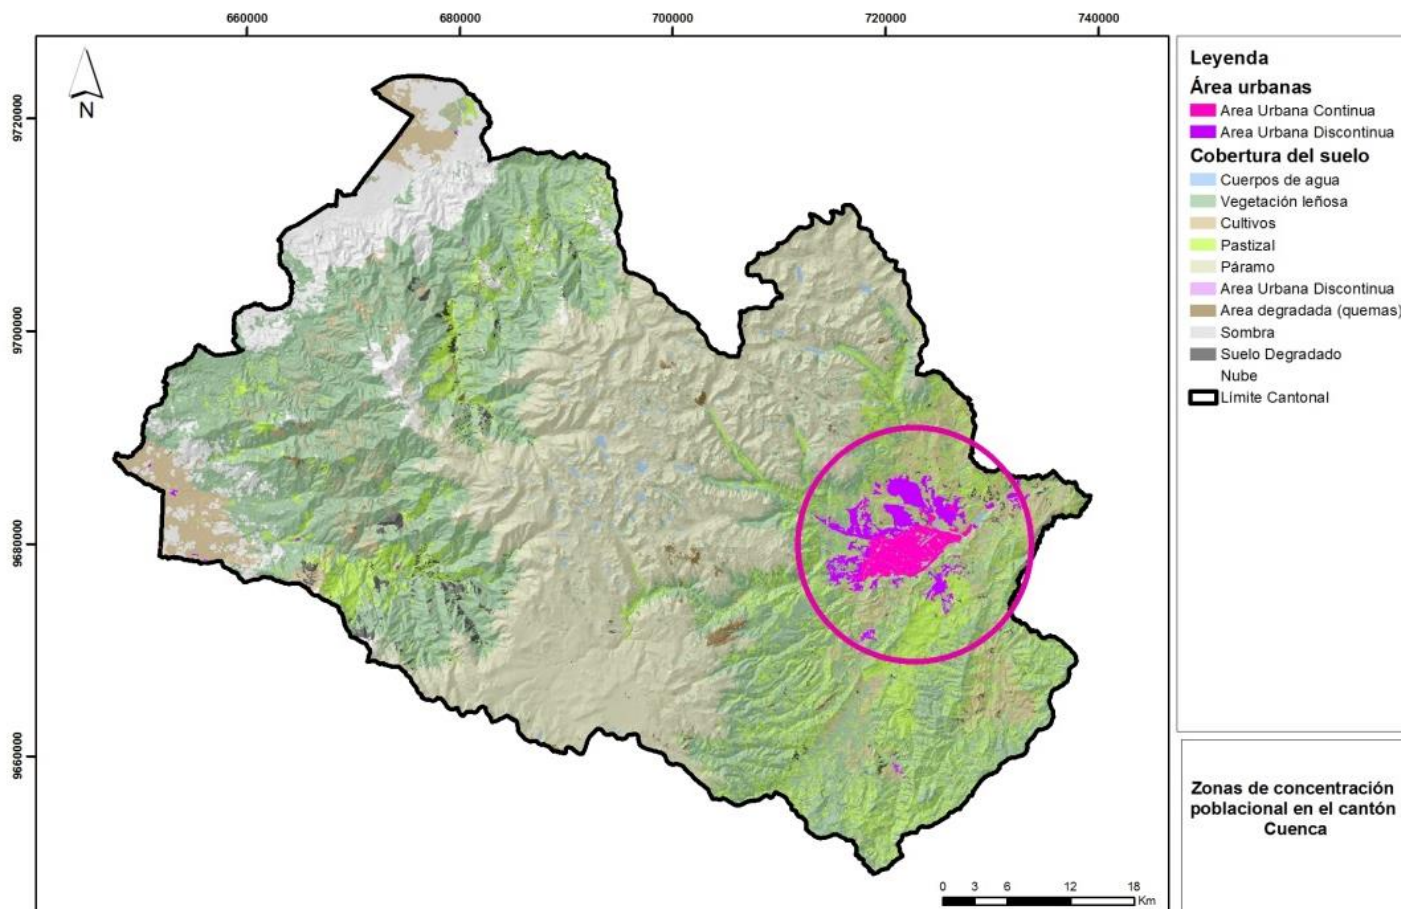 660000 680000 700000 720000 740000
N
9720000
9700000
9680000
9660000
Leyenda
Área urbanas
Area Urbana Continua
Area Urbana Discontinua
Cobertura del suelo
Cuerpos de agua
Vegetación leñosa
Cultivos
Pastizal
Páramo
Area Urbana Discontinua
Area degradada (quemas)
Sombra
Suelo Degradado
Nube
Límite Cantonal
Zonas de concentración
poblacional en el cantón
Cuenca
0 3 6 12 18
Km